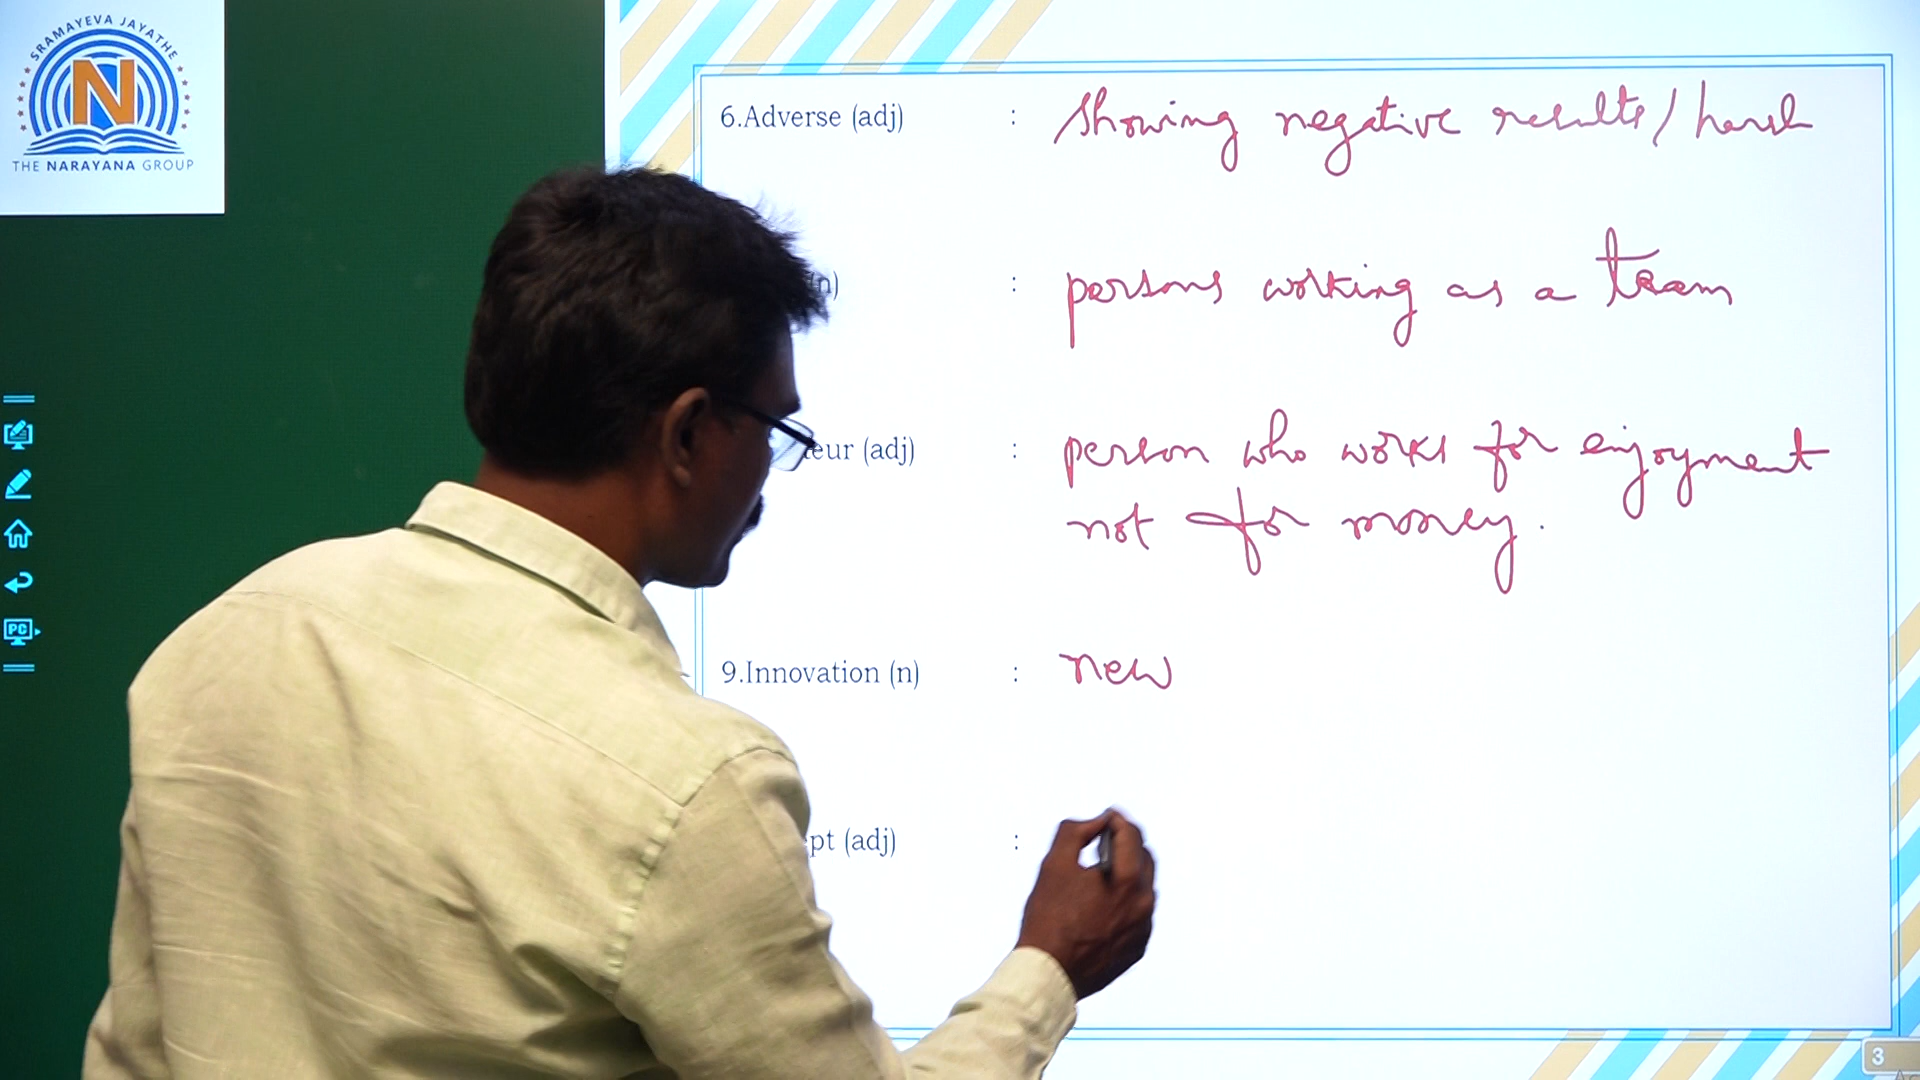 SRAMAYEVA JAYATHE
N
THE NARAYANA GROUP
6.Adverse (adj) : showing negative results/harsh
n) : persons working as a team
eur (adj) : person who works for enjoyment
not for money.
9.Innovation (n) : new
pt (adj) :
PC
3